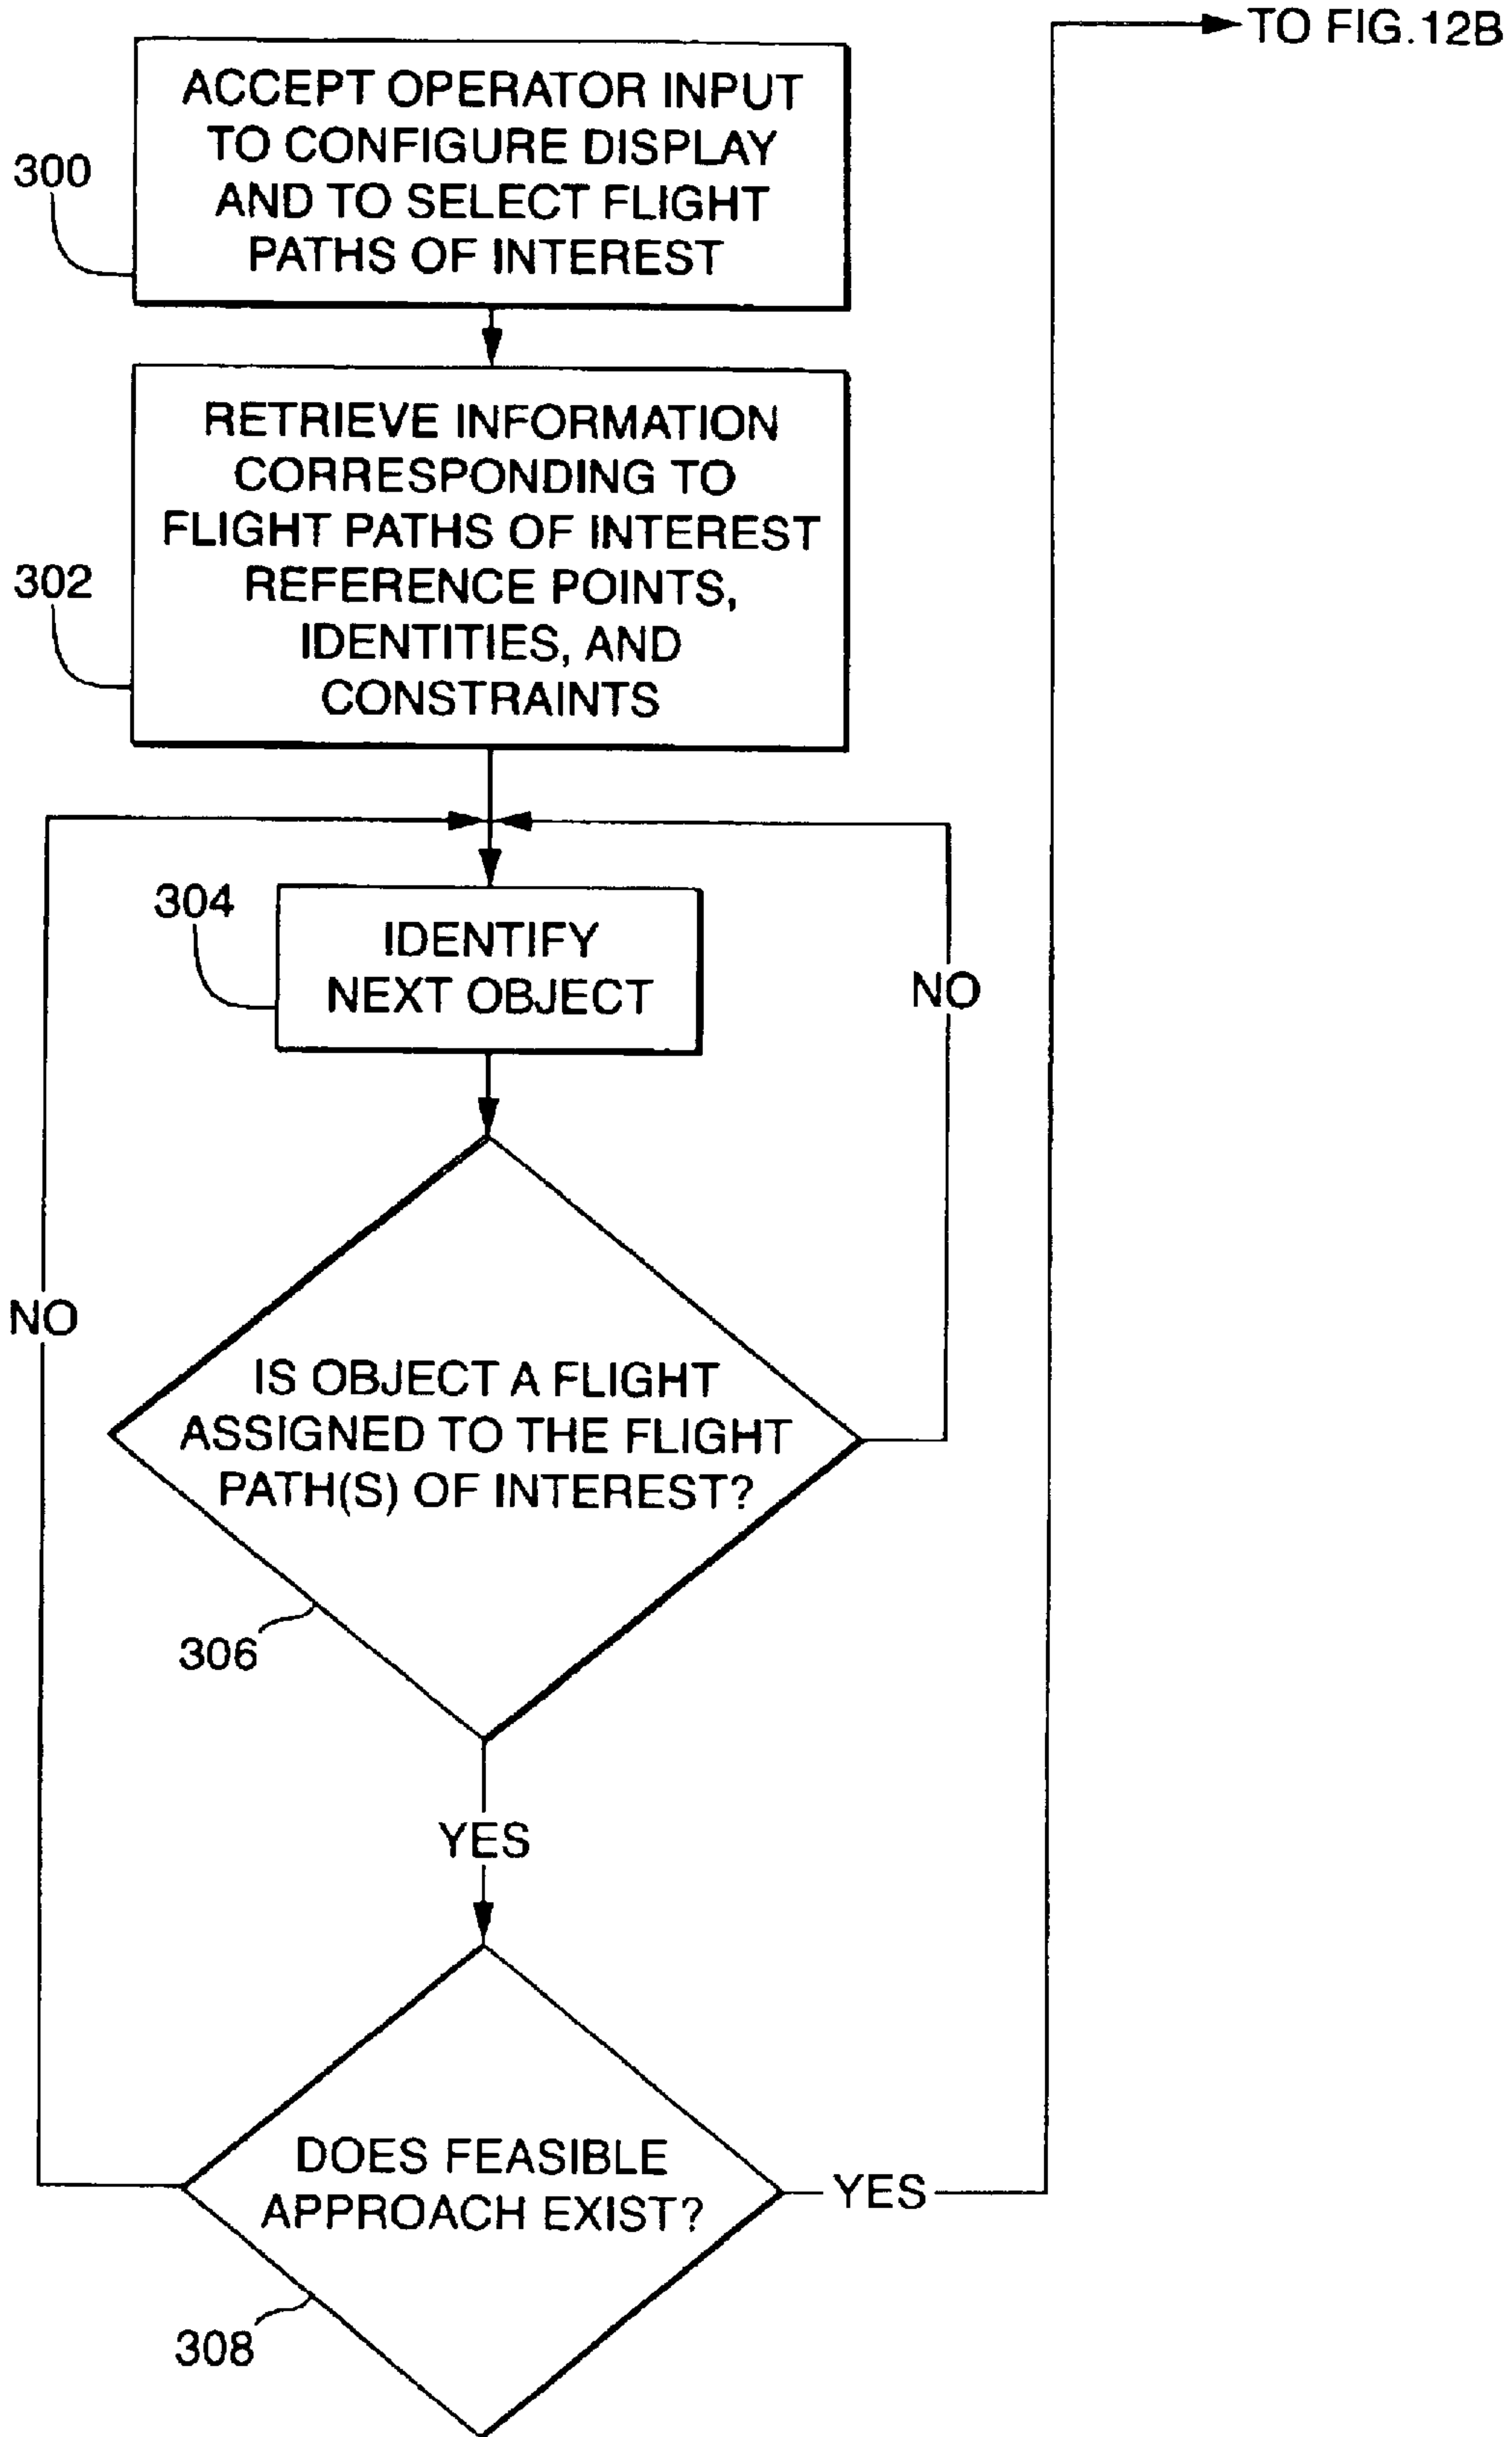 TO FIG.12B
ACCEPT OPERATOR INPUT
TO CONFIGURE DISPLAY
AND TO SELECT FLIGHT
PATHS OF INTEREST
300
RETRIEVE INFORMATION
CORRESPONDING TO
FLIGHT PATHS OF INTEREST
REFERENCE POINTS,
IDENTITIES, AND
CONSTRAINTS
302
304
IDENTIFY
NEXT OBJECT
NO
NO
IS OBJECT A FLIGHT
ASSIGNED TO THE FLIGHT
PATH(S) OF INTEREST?
306
YES
DOES FEASIBLE
APPROACH EXIST?
YES
308